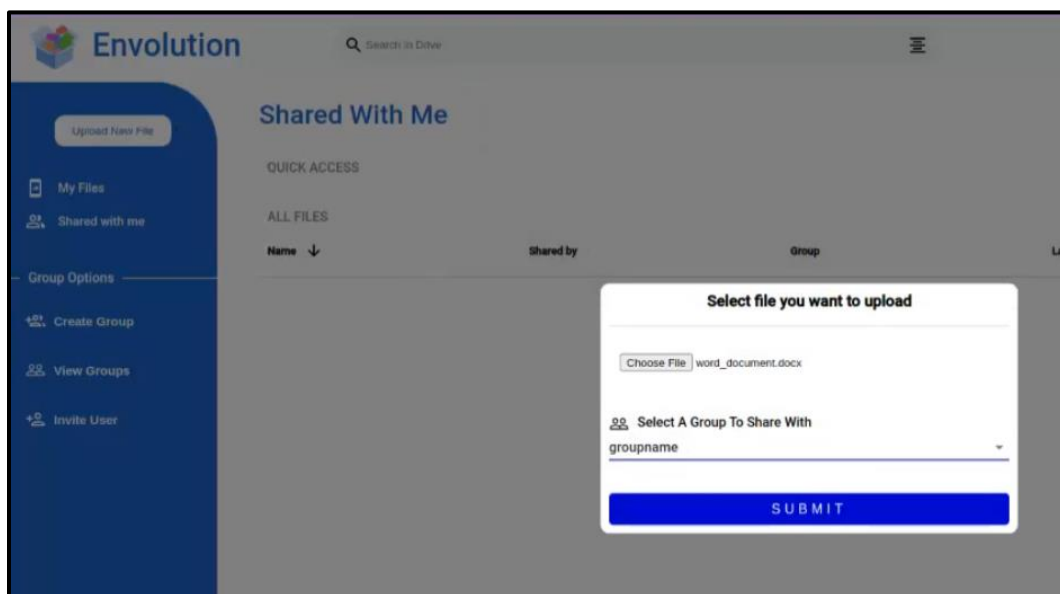 Envolution
Search in Drive
Upload New File
My Files
Shared with me
Group Options
Create Group
View Groups
Invite User
Shared With Me
QUICK ACCESS
ALL FILES
Name Shared by Group
Select file you want to upload
Choose File word_document.docx
Select A Group To Share With
groupname
SUBMIT